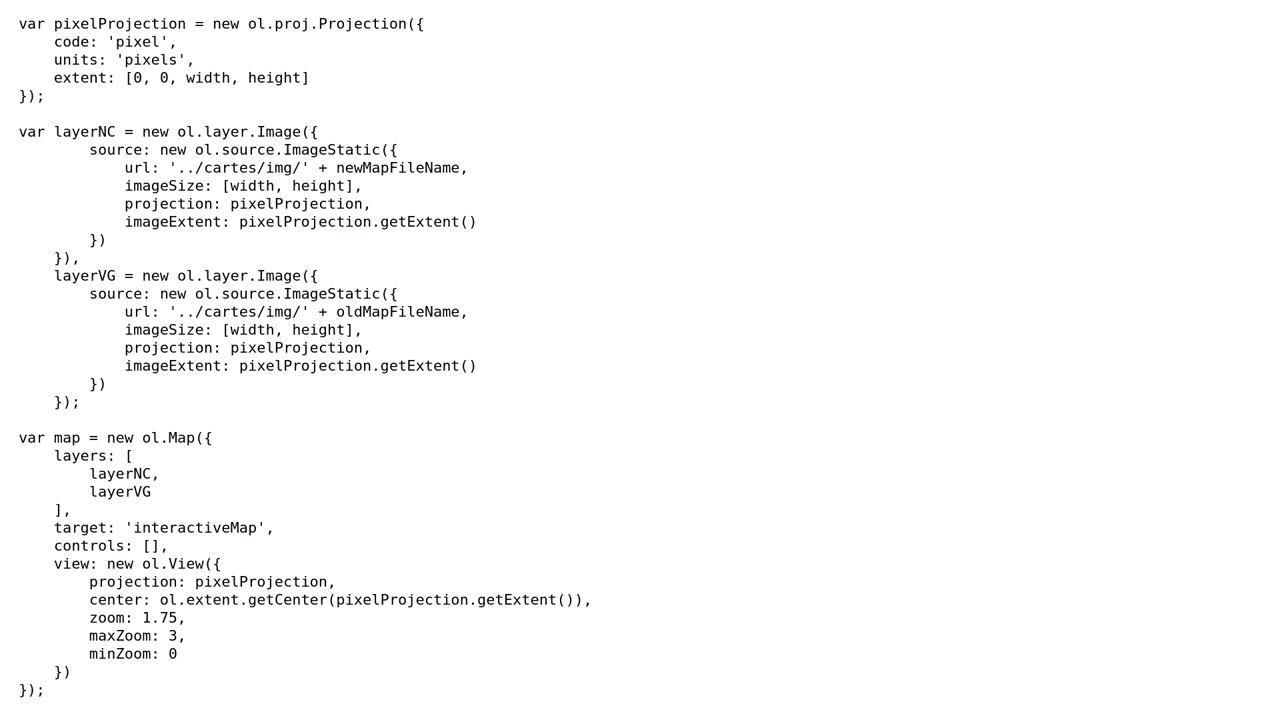 var pixelProjection = new ol.proj.Projection({
    code: 'pixel',
    units: 'pixels',
    extent: [0, 0, width, height]
});

var layerNC = new ol.layer.Image({
        source: new ol.source.ImageStatic({
            url: '../cartes/img/' + newMapFileName,
            imageSize: [width, height],
            projection: pixelProjection,
            imageExtent: pixelProjection.getExtent()
        })
    }),
    layerVG = new ol.layer.Image({
        source: new ol.source.ImageStatic({
            url: '../cartes/img/' + oldMapFileName,
            imageSize: [width, height],
            projection: pixelProjection,
            imageExtent: pixelProjection.getExtent()
        })
    });

var map = new ol.Map({
    layers: [
        layerNC,
        layerVG
    ],
    target: 'interactiveMap',
    controls: [],
    view: new ol.View({
        projection: pixelProjection,
        center: ol.extent.getCenter(pixelProjection.getExtent()),
        zoom: 1.75,
        maxZoom: 3,
        minZoom: 0
    })
});